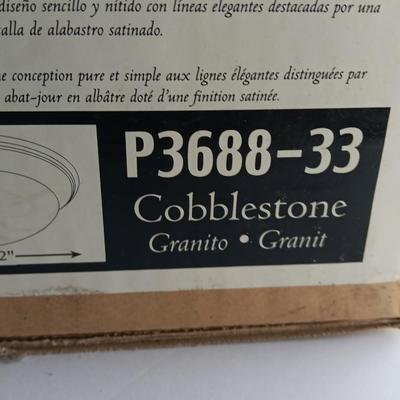 diseño sencillo y nítido con líneas elegantes destacadas por una
talla de alabastro satinado.
conception pure et simple aux lignes élégantes distinguées par
abat-jour en albâtre doté d'une finition satinée.
P3688-33
Cobblestone
Granito • Granit
2"